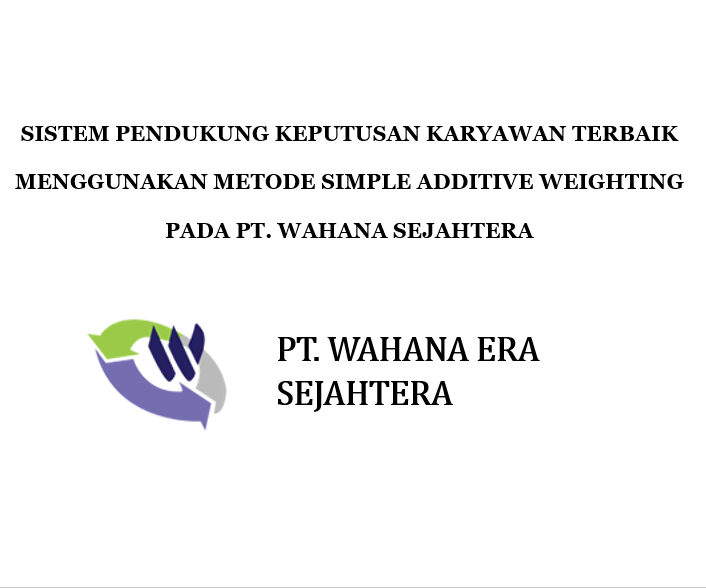 SISTEM PENDUKUNG KEPUTUSAN KARYAWAN TERBAIK
MENGGUNAKAN METODE SIMPLE ADDITIVE WEIGHTING
PADA PT. WAHANA SEJAHTERA
W
PT. WAHANA ERA
SEJAHTERA